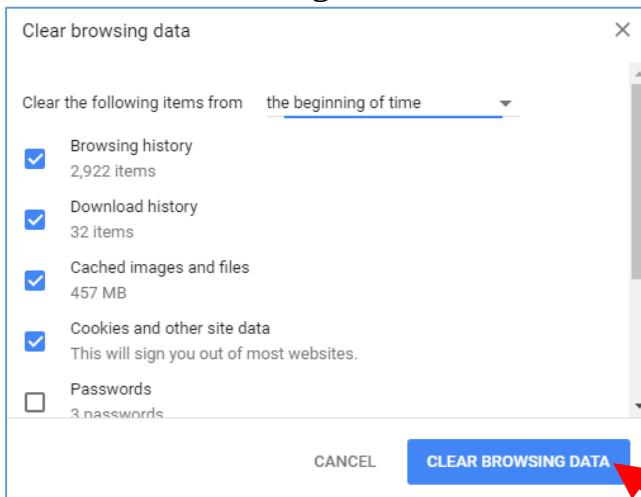 Clear browsing data
Clear the following items from the beginning of time
Browsing history
2,922 items
Download history
32 items
Cached images and files
457 MB
Cookies and other site data
This will sign you out of most websites.
Passwords
3 passwords
CANCEL CLEAR BROWSING DATA